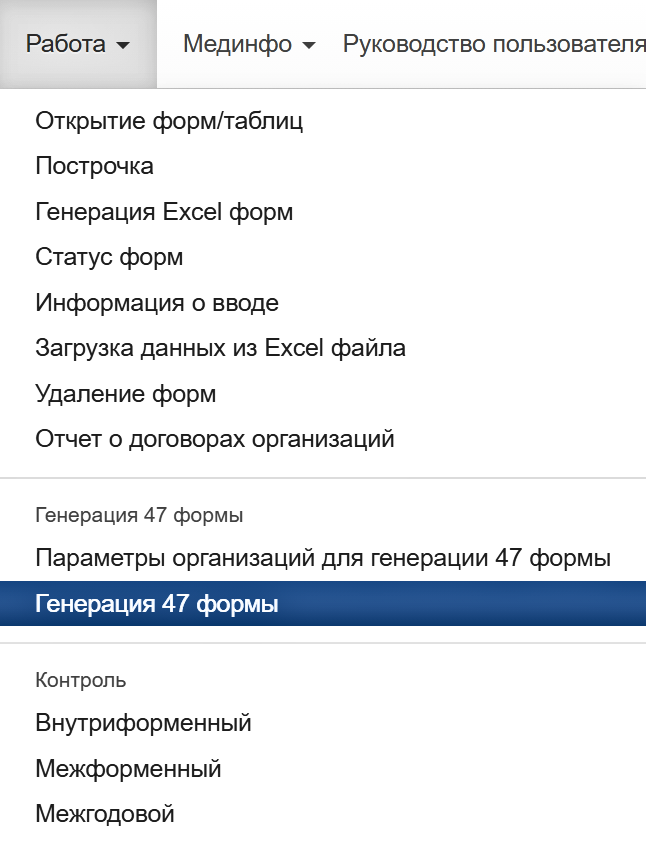 Работа Мединфо Руководство пользователя
Открытие форм/таблиц
Построчка
Генерация Excel форм
Статус форм
Информация о вводе
Загрузка данных из Excel файла
Удаление форм
Отчет о договорах организаций
Генерация 47 формы
Параметры организаций для генерации 47 формы
Генерация 47 формы
Контроль
Внутриформенный
Межформенный
Межгодовой